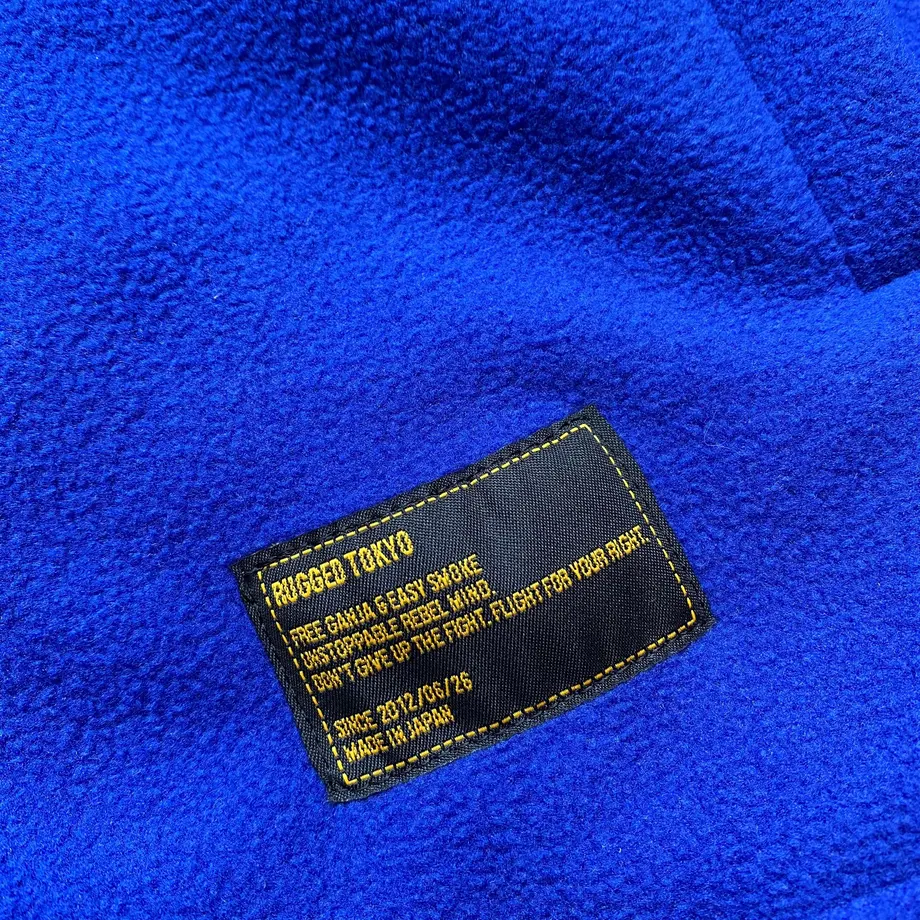 RUGGED TOKYO
FREE GANJA & EASY SMOKE
UNSTOPPABLE REBEL MIND.
DON'T GIVE UP THE FIGHT. FLIGHT FOR YOUR RIGHT
SINCE 2012/06/26
MADE IN JAPAN